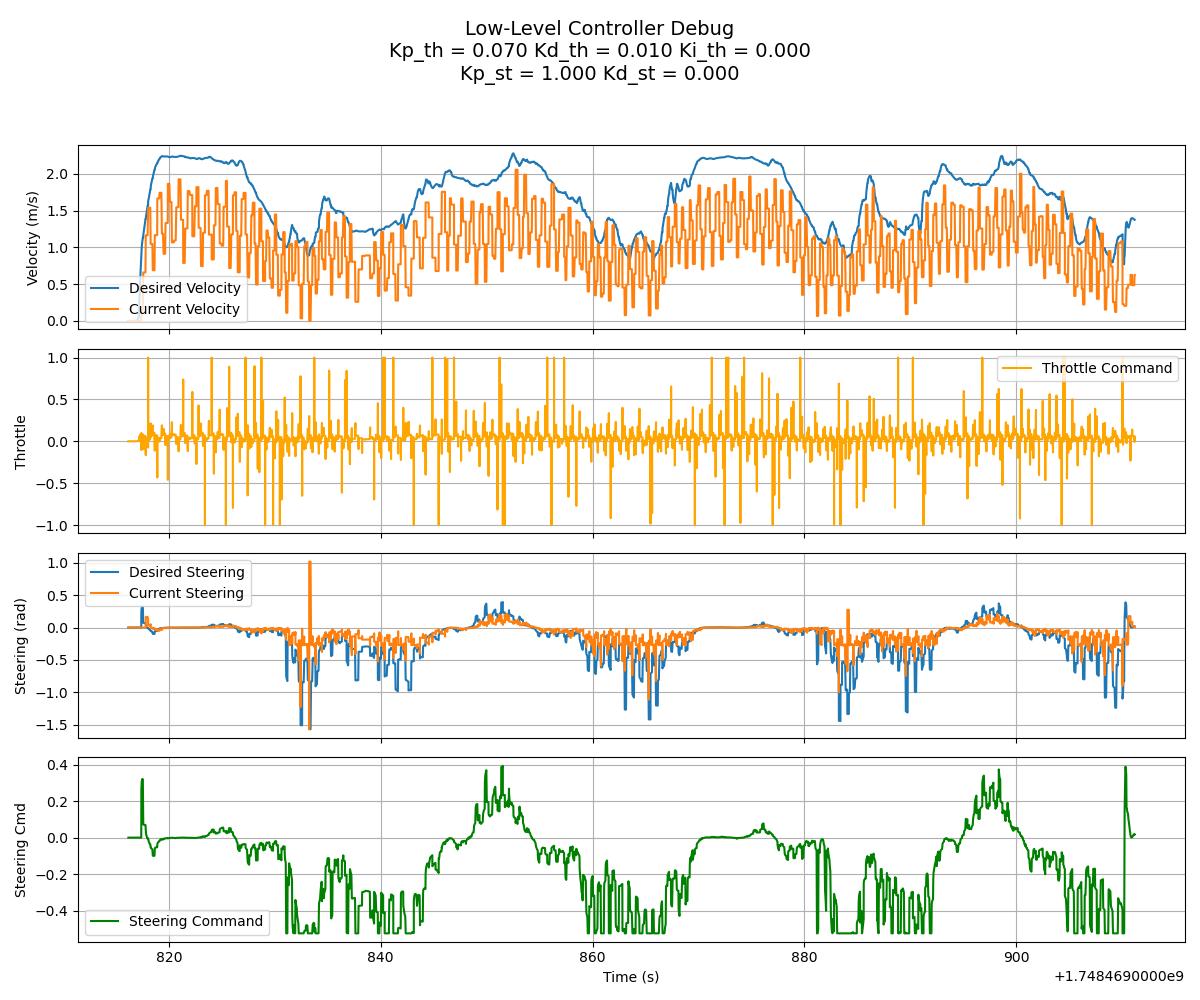 Low-Level Controller Debug
Kp_th = 0.070 Kd_th = 0.010 Ki_th = 0.000
Kp_st = 1.000 Kd_st = 0.000
Velocity (m/s)
2.0
1.5
1.0
0.5
0.0
Desired Velocity
Current Velocity
Throttle
1.0
0.5
0.0
−0.5
−1.0
Throttle Command
Steering (rad)
1.0
0.5
0.0
−0.5
−1.0
−1.5
Desired Steering
Current Steering
Steering Cmd
0.4
0.2
0.0
−0.2
−0.4
Steering Command
820 840 860 880 900
Time (s)
+1.7484690000e9